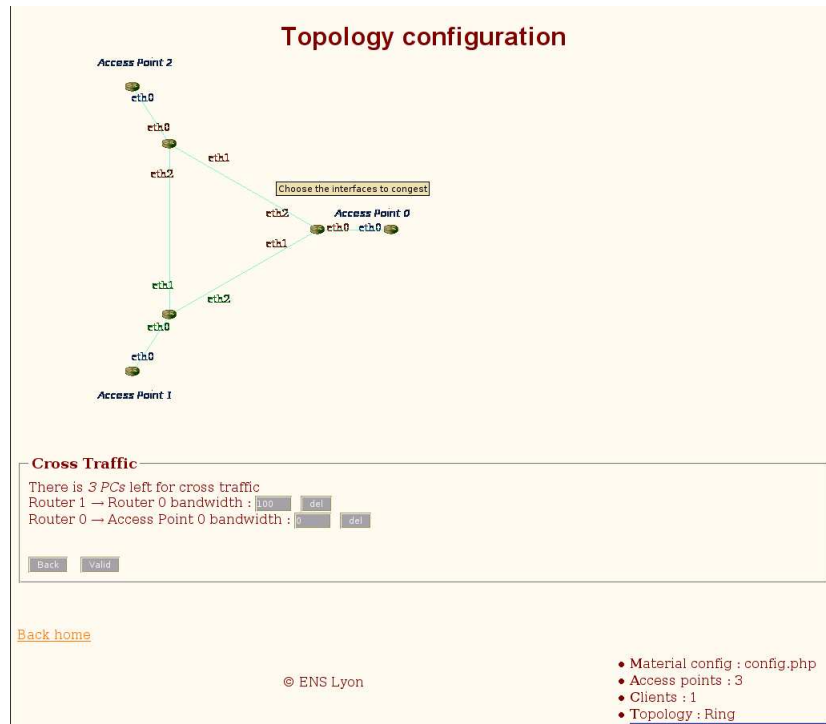 Topology configuration
Access Point 2
eth0
eth0
eth1
eth2
Choose the interfaces to congest
eth2
Access Point 0
eth0
eth0
eth1
eth1
eth2
eth0
eth0
Access Point 1
Cross Traffic
There is 3 PCs left for cross traffic
Router 1 → Router 0 bandwidth : 100 del
Router 0 → Access Point 0 bandwidth : 0 del
Back Valid
Back home
© ENS Lyon
• Material config : config.php
• Access points : 3
• Clients : 1
• Topology : Ring